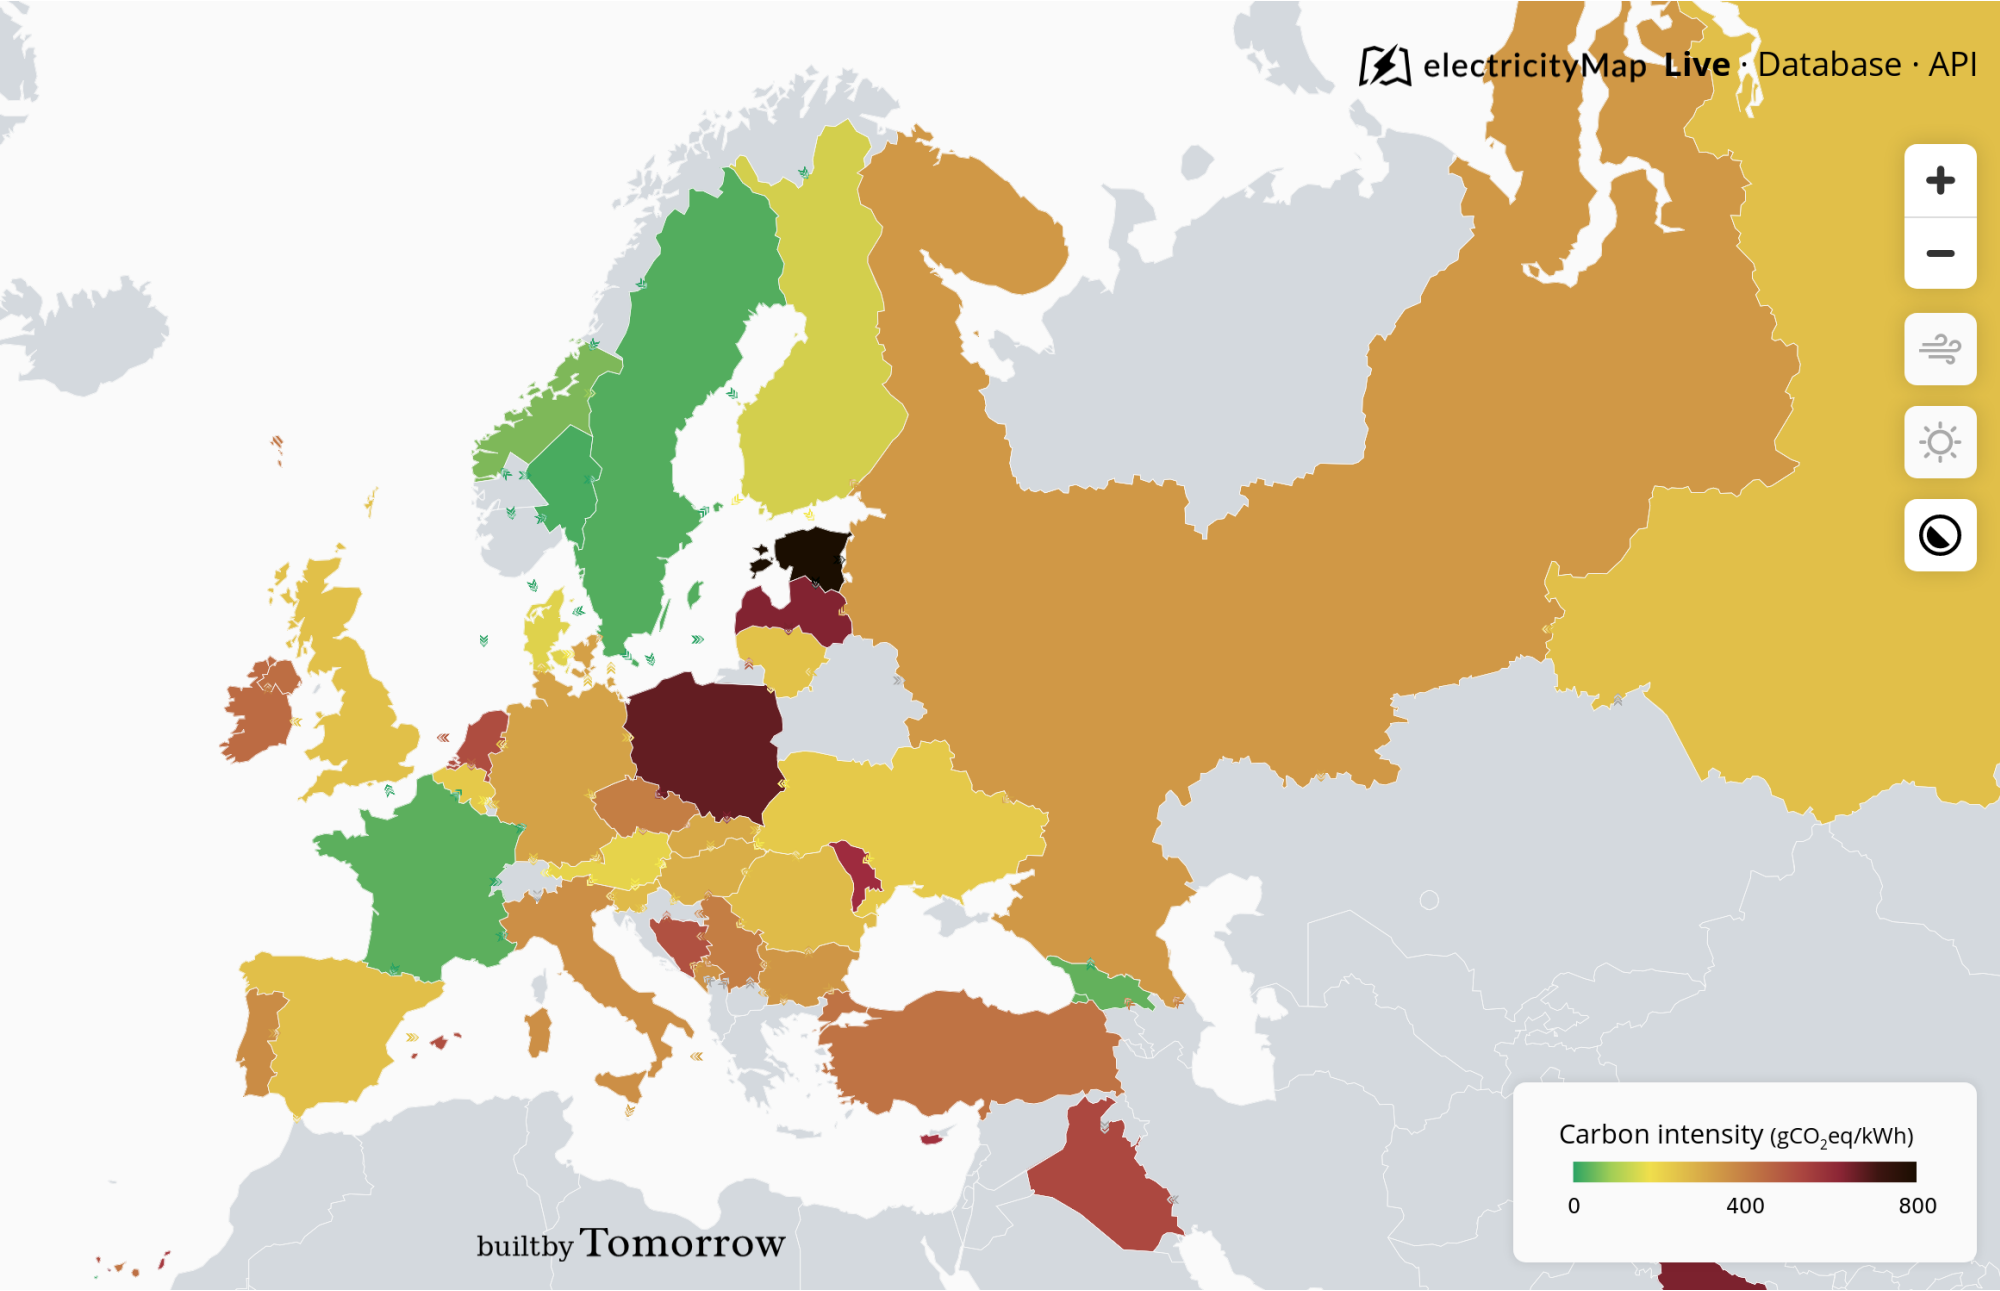 electricityMap Live · Database · API
Carbon intensity (gCO₂eq/kWh)
0 400 800
builtby Tomorrow